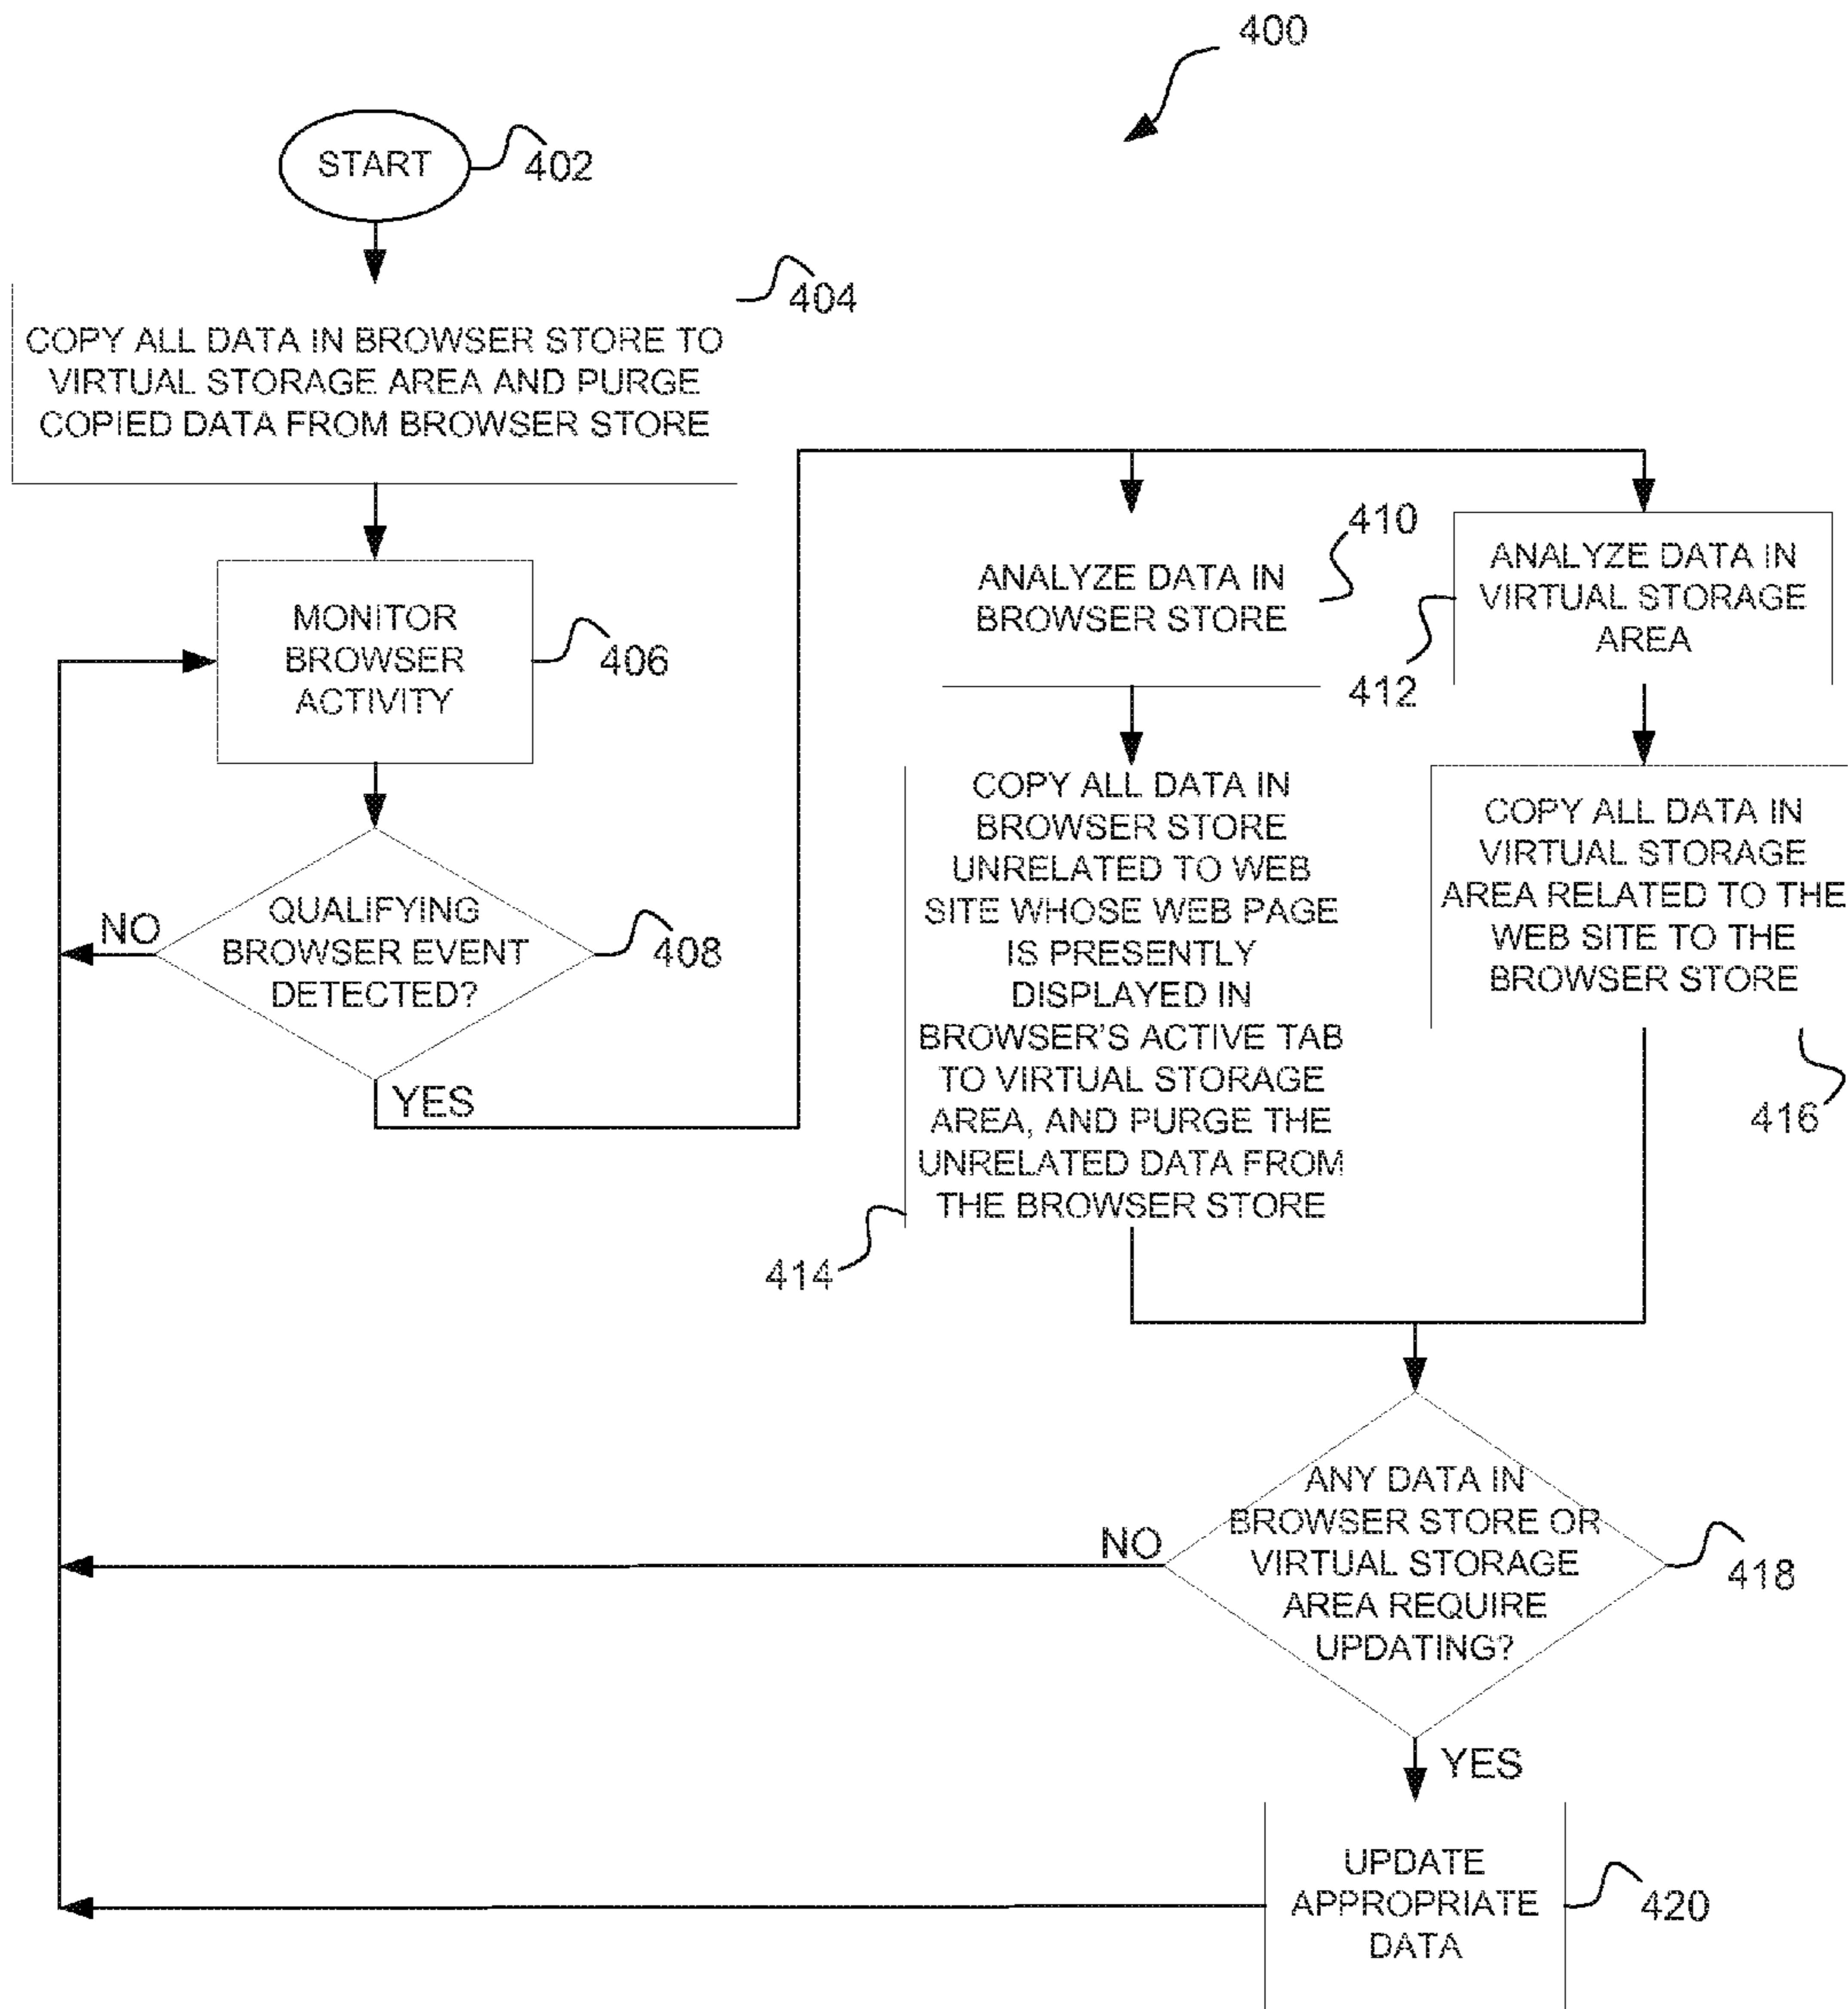 400
START
402
404
COPY ALL DATA IN BROWSER STORE TO
VIRTUAL STORAGE AREA AND PURGE
COPIED DATA FROM BROWSER STORE
MONITOR
BROWSER
ACTIVITY
406
QUALIFYING
BROWSER EVENT
DETECTED?
408
NO
YES
ANALYZE DATA IN
BROWSER STORE
410
ANALYZE DATA IN
VIRTUAL STORAGE
AREA
412
COPY ALL DATA IN
BROWSER STORE
UNRELATED TO WEB
SITE WHOSE WEB PAGE
IS PRESENTLY
DISPLAYED IN
BROWSER'S ACTIVE TAB
TO VIRTUAL STORAGE
AREA, AND PURGE THE
UNRELATED DATA FROM
THE BROWSER STORE
414
COPY ALL DATA IN
VIRTUAL STORAGE
AREA RELATED TO THE
WEB SITE TO THE
BROWSER STORE
416
ANY DATA IN
BROWSER STORE OR
VIRTUAL STORAGE
AREA REQUIRE
UPDATING?
418
NO
YES
UPDATE
APPROPRIATE
DATA
420